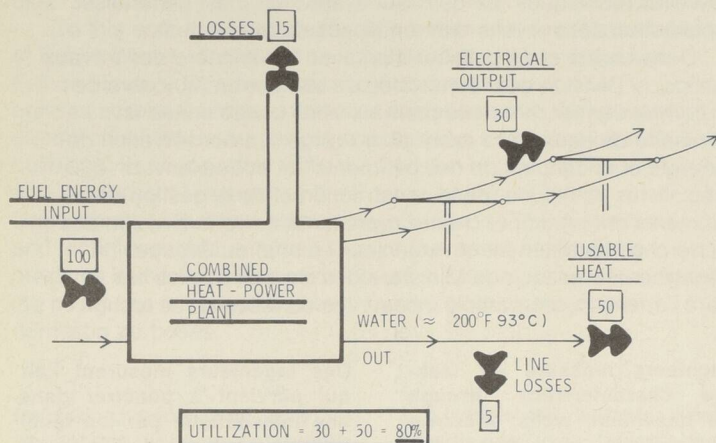 LOSSES 15
ELECTRICAL
OUTPUT
30
FUEL ENERGY
INPUT
100
COMBINED
HEAT - POWER
PLANT
USABLE
HEAT
50
WATER (≈ 200°F 93°C)
OUT
LINE
LOSSES
5
UTILIZATION = 30 + 50 = 80%